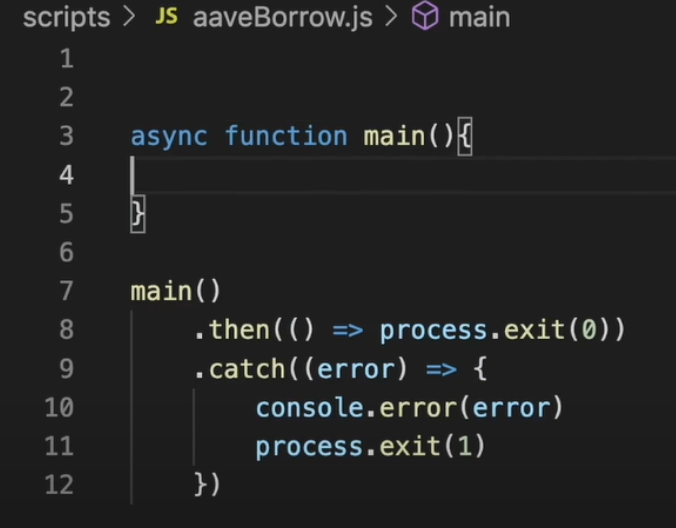 scripts > JS aaveBorrow.js > main
1
2
3 async function main(){
4
5 }
6
7 main()
8     .then(() => process.exit(0))
9     .catch((error) => {
10         console.error(error)
11         process.exit(1)
12     })